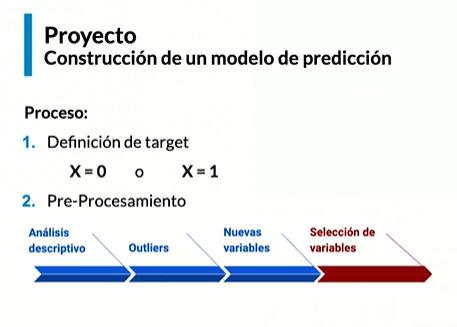 Proyecto
Construcción de un modelo de predicción
Proceso:
1. Definición de target
X = 0 o X = 1
2. Pre-Procesamiento
Análisis
descriptivo
Outliers
Nuevas
variables
Selección de
variables